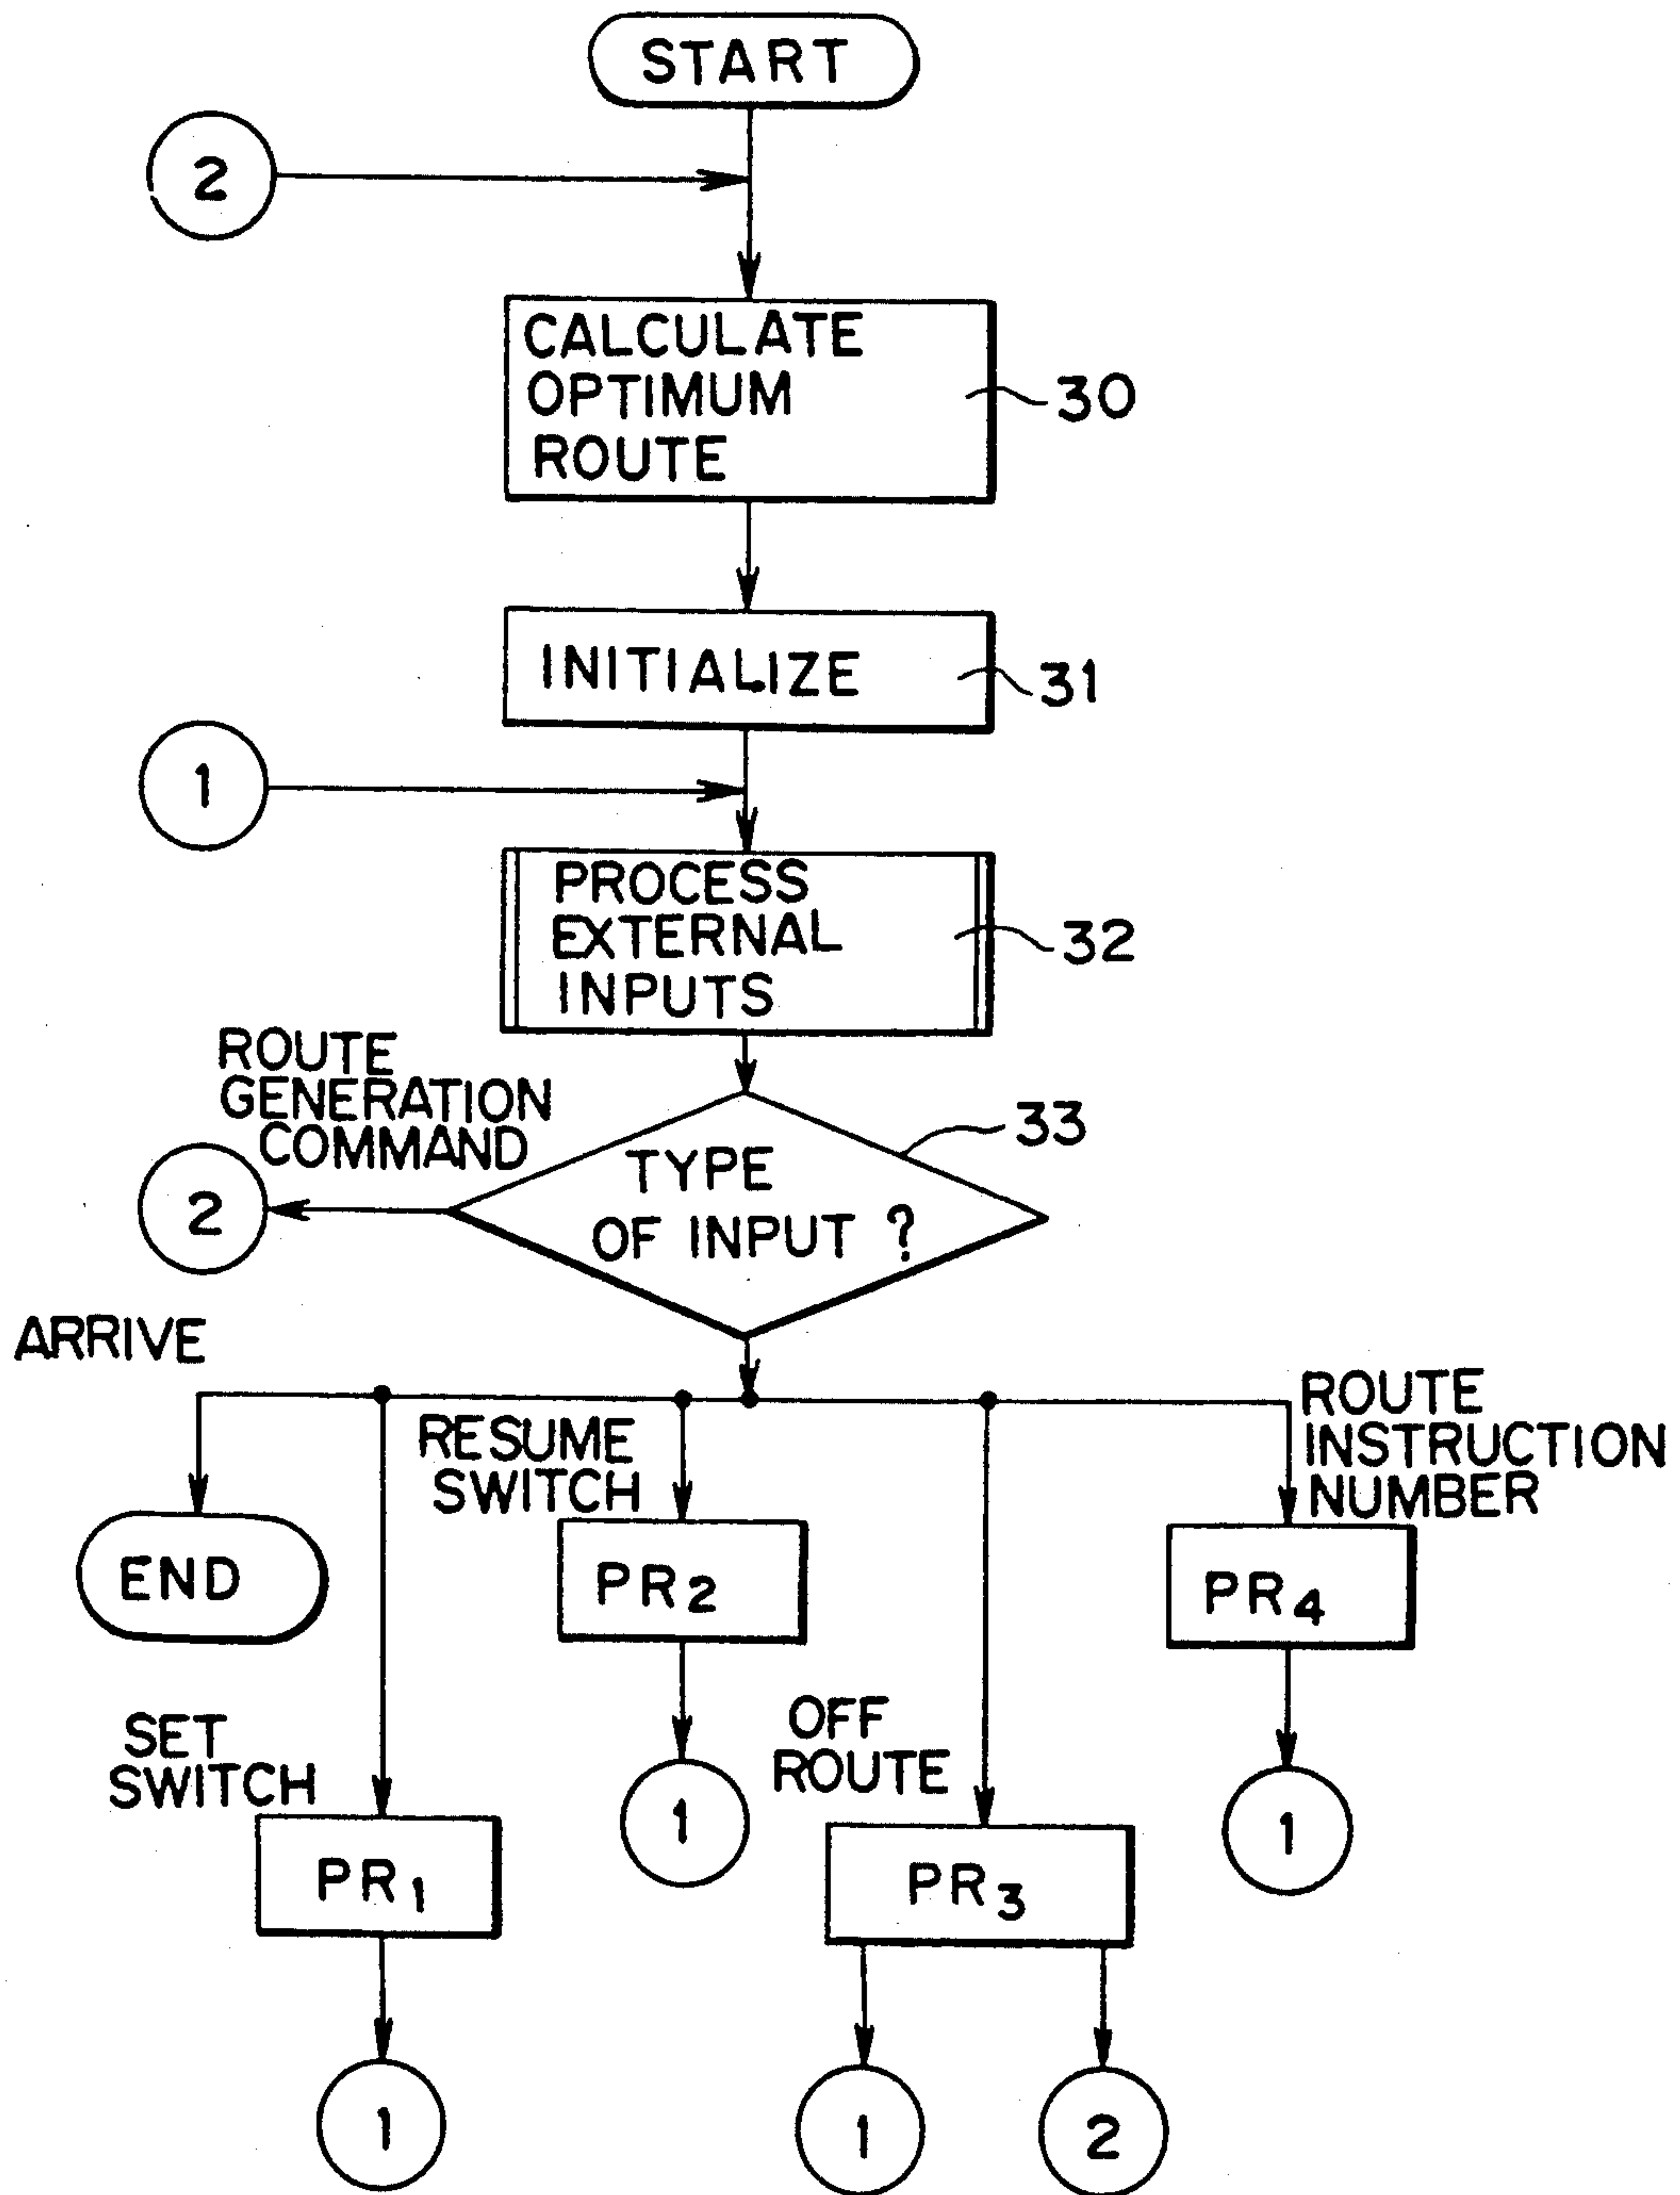 START
2
CALCULATE
OPTIMUM
ROUTE
30
INITIALIZE
31
1
PROCESS
EXTERNAL
INPUTS
32
ROUTE
GENERATION
COMMAND
33
TYPE
OF INPUT ?
2
ARRIVE
RESUME
SWITCH
ROUTE
INSTRUCTION
NUMBER
END
PR2
PR4
SET
SWITCH
OFF
ROUTE
1
1
PR1
PR3
1
1
2